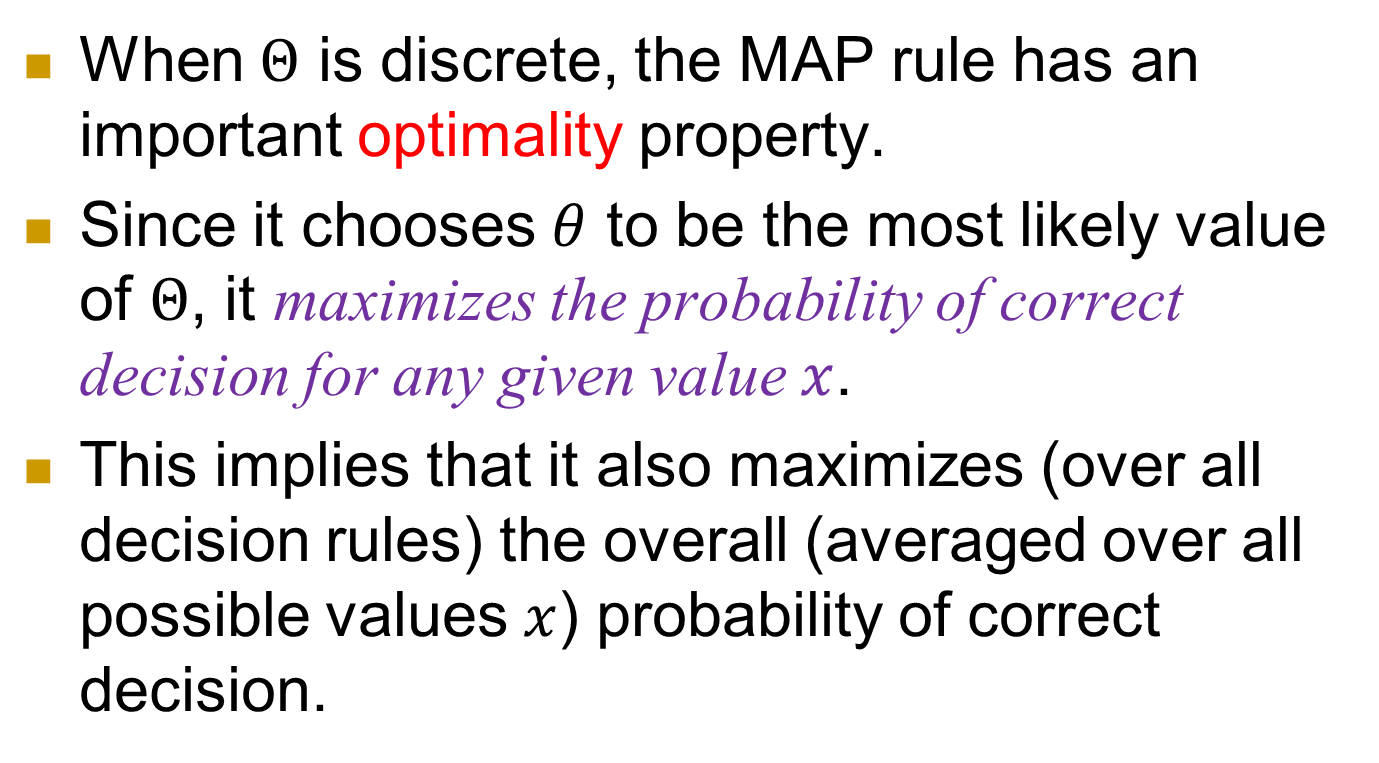 When Θ is discrete, the MAP rule has an
important optimality property.
Since it chooses θ to be the most likely value
of Θ, it maximizes the probability of correct
decision for any given value x.
This implies that it also maximizes (over all
decision rules) the overall (averaged over all
possible values x) probability of correct
decision.